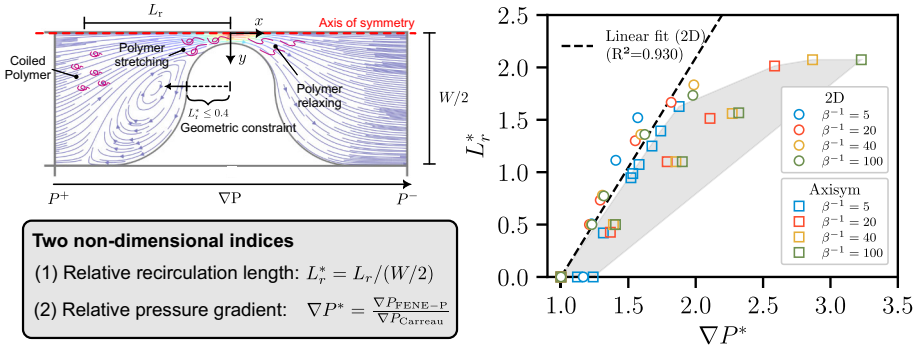 L_r
x
Axis of symmetry
Coiled
Polymer
Polymer
stretching
y
Polymer
relaxing
L_r^* ≤ 0.4
Geometric constraint
W/2
P^+
∇P
P^-
Two non-dimensional indices
(1) Relative recirculation length: L_r^* = L_r/(W/2)
(2) Relative pressure gradient: ∇P^* = ∇P_FENE−P / ∇P_Carreau
L_r^*
2.5
2.0
1.5
1.0
0.5
0.0
1.0 1.5 2.0 2.5 3.0 3.5
∇P^*
Linear fit (2D)
(R²=0.930)
2D
β^−1 = 5
β^−1 = 20
β^−1 = 40
β^−1 = 100
Axisym
β^−1 = 5
β^−1 = 20
β^−1 = 40
β^−1 = 100